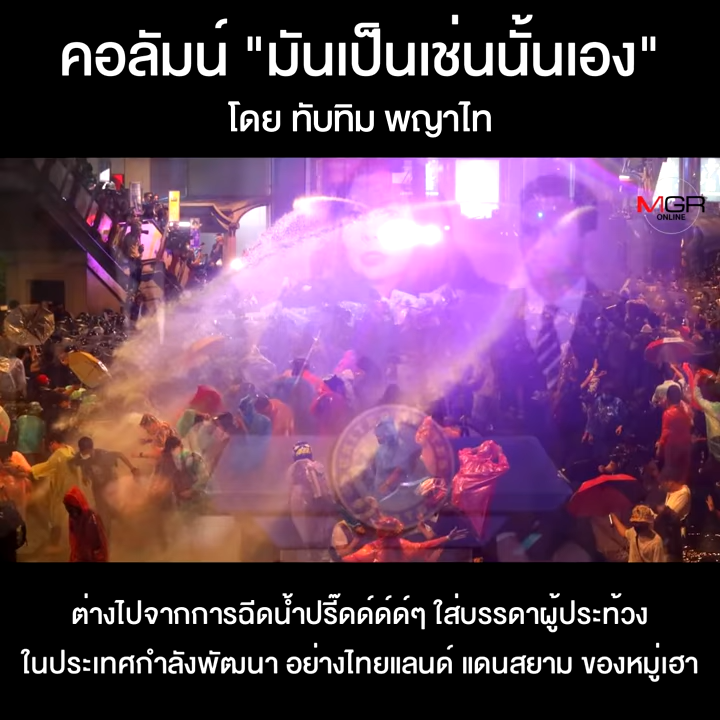 คอลัมน์ "มันเป็นเช่นนั้นเอง"
โดย ทับทิม พญาไท
MGR
ONLINE
ต่างไปจากการฉีดน้ำปรี๊ดด์ด์ด์ๆ ใส่บรรดาผู้ประท้วง
ในประเทศกำลังพัฒนา อย่างไทยแลนด์ แดนสยาม ของหมู่เฮา